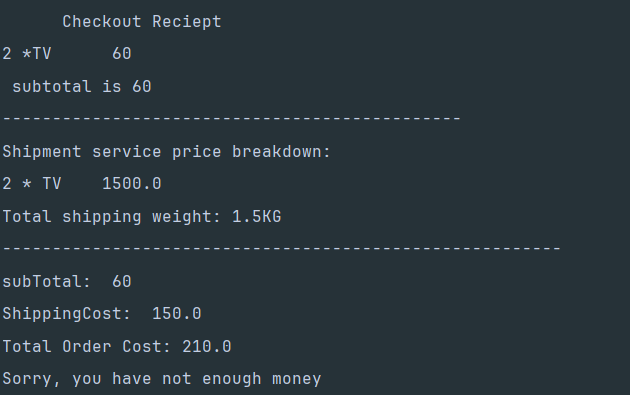 Checkout Reciept
2 *TV      60
subtotal is 60
----------------------------------------------
Shipment service price breakdown:
2 * TV    1500.0
Total shipping weight: 1.5KG
--------------------------------------------------------
subTotal:  60
ShippingCost:  150.0
Total Order Cost: 210.0
Sorry, you have not enough money